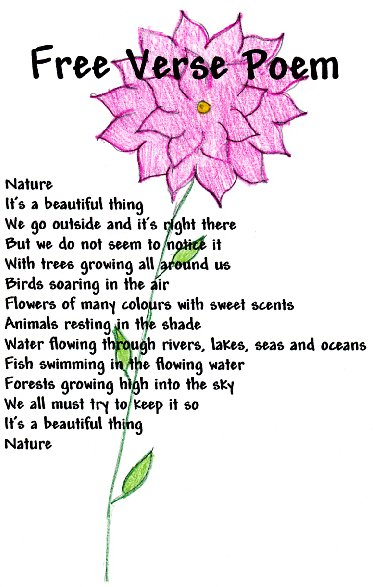 Free Verse Poem
Nature
It's a beautiful thing
We go outside and it's right there
But we do not seem to notice it
With trees growing all around us
Birds soaring in the air
Flowers of many colours with sweet scents
Animals resting in the shade
Water flowing through rivers, lakes, seas and oceans
Fish swimming in the flowing water
Forests growing high into the sky
We all must try to keep it so
It's a beautiful thing
Nature